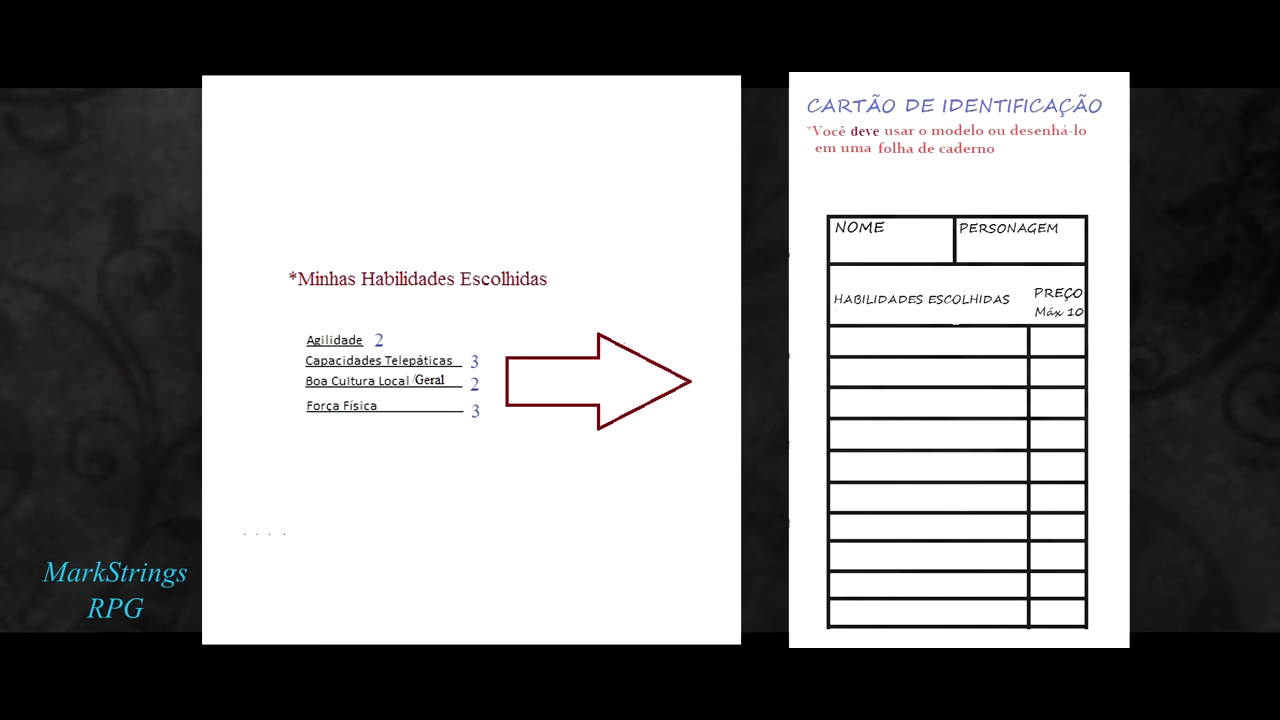 *Minhas Habilidades Escolhidas
Agilidade 2
Capacidades Telepáticas 3
Boa Cultura Local /Geral 2
Força Física 3
MarkStrings
RPG
CARTÃO DE IDENTIFICAÇÃO
*Você deve usar o modelo ou desenhá-lo
em uma folha de caderno
NOME PERSONAGEM
HABILIDADES ESCOLHIDAS PREÇO
Máx 10